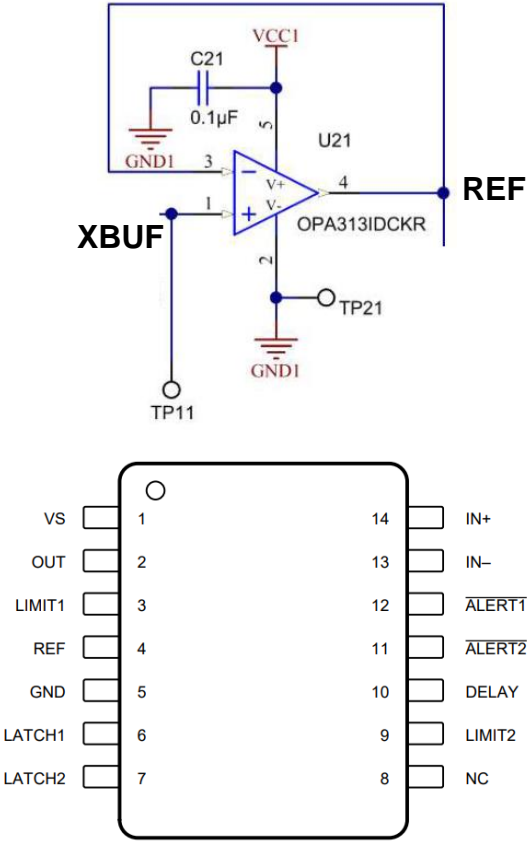 VCC1
C21
0.1µF
GND1
5
U21
3
V+
4
REF
1
V-
OPA313IDCKR
XBUF
2
TP21
GND1
TP11
VS 1 14 IN+
OUT 2 13 IN–
LIMIT1 3 12 ALERT1
REF 4 11 ALERT2
GND 5 10 DELAY
LATCH1 6 9 LIMIT2
LATCH2 7 8 NC